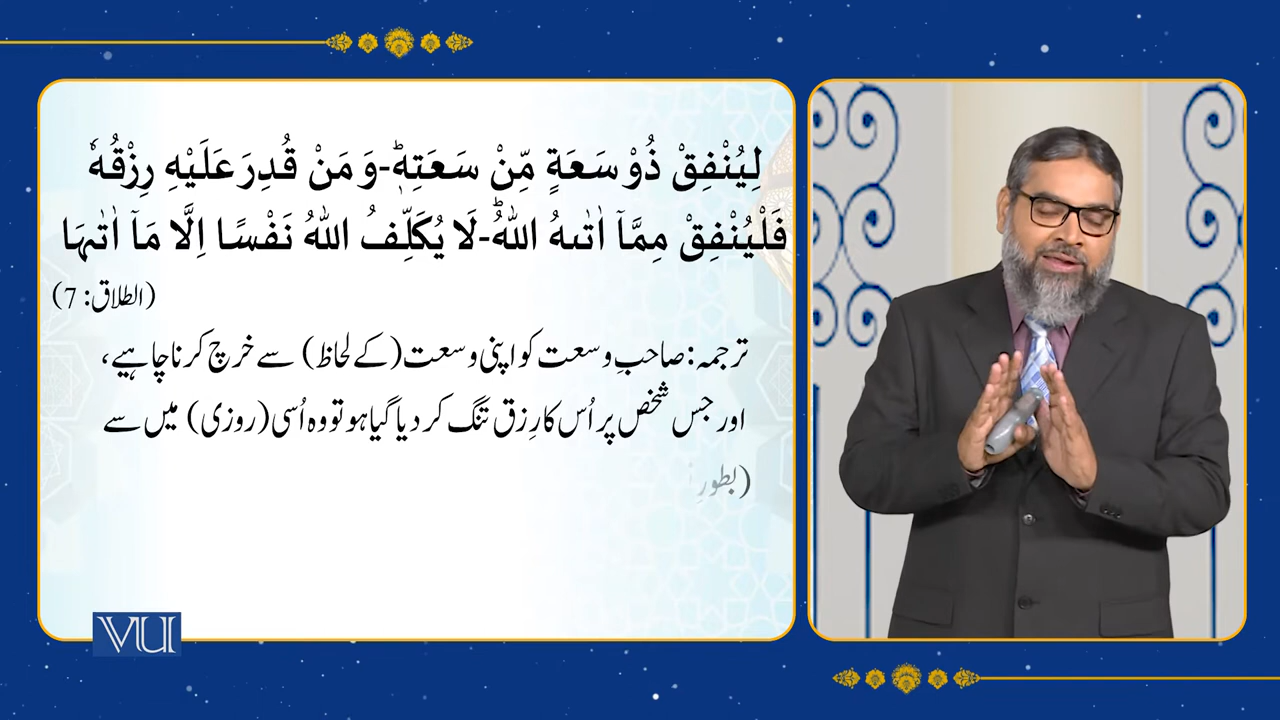 لِيُنْفِقْ ذُوْ سَعَةٍ مِّنْ سَعَتِهٖؕ-وَ مَنْ قُدِرَ عَلَيْهِ رِزْقُهٗ
فَلْيُنْفِقْ مِمَّاۤ اٰتٰىهُ اللّٰهُؕ-لَا يُكَلِّفُ اللّٰهُ نَفْسًا اِلَّا مَاۤ اٰتٰىهَا
(الطلاق: 7)
ترجمہ: صاحبِ وسعت کو اپنی وسعت (کے لحاظ) سے خرچ کرنا چاہیے،
اور جس شخص پر اُس کا رِزق تنگ کر دیا گیا ہو تو وہ اُسی (روزی) میں سے
(بطورِ
VU